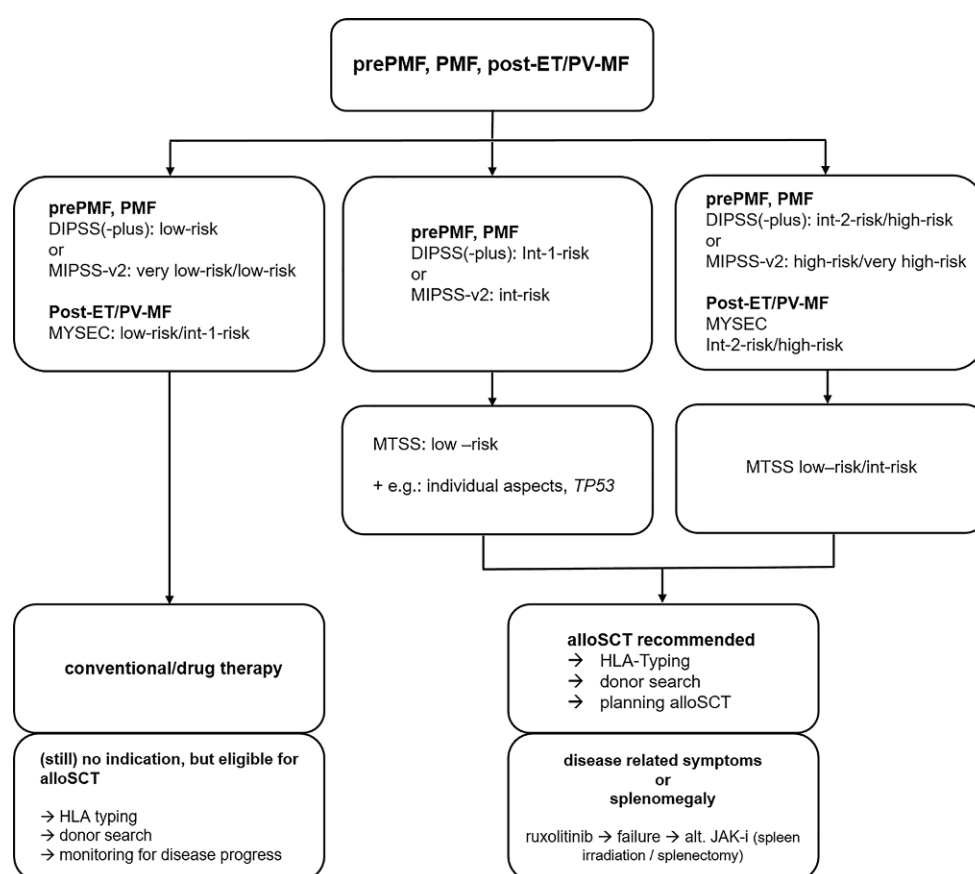 prePMF, PMF, post-ET/PV-MF
prePMF, PMF
DIPSS(-plus): low-risk
or
MIPSS-v2: very low-risk/low-risk
Post-ET/PV-MF
MYSEC: low-risk/int-1-risk
prePMF, PMF
DIPSS(-plus): Int-1-risk
or
MIPSS-v2: int-risk
prePMF, PMF
DIPSS(-plus): int-2-risk/high-risk
or
MIPSS-v2: high-risk/very high-risk
Post-ET/PV-MF
MYSEC
Int-2-risk/high-risk
MTSS: low –risk
+ e.g.: individual aspects, TP53
MTSS low–risk/int-risk
conventional/drug therapy
(still) no indication, but eligible for
alloSCT
→ HLA typing
→ donor search
→ monitoring for disease progress
alloSCT recommended
→ HLA-Typing
→ donor search
→ planning alloSCT
disease related symptoms
or
splenomegaly
ruxolitinib → failure → alt. JAK-i (spleen
irradiation / splenectomy)